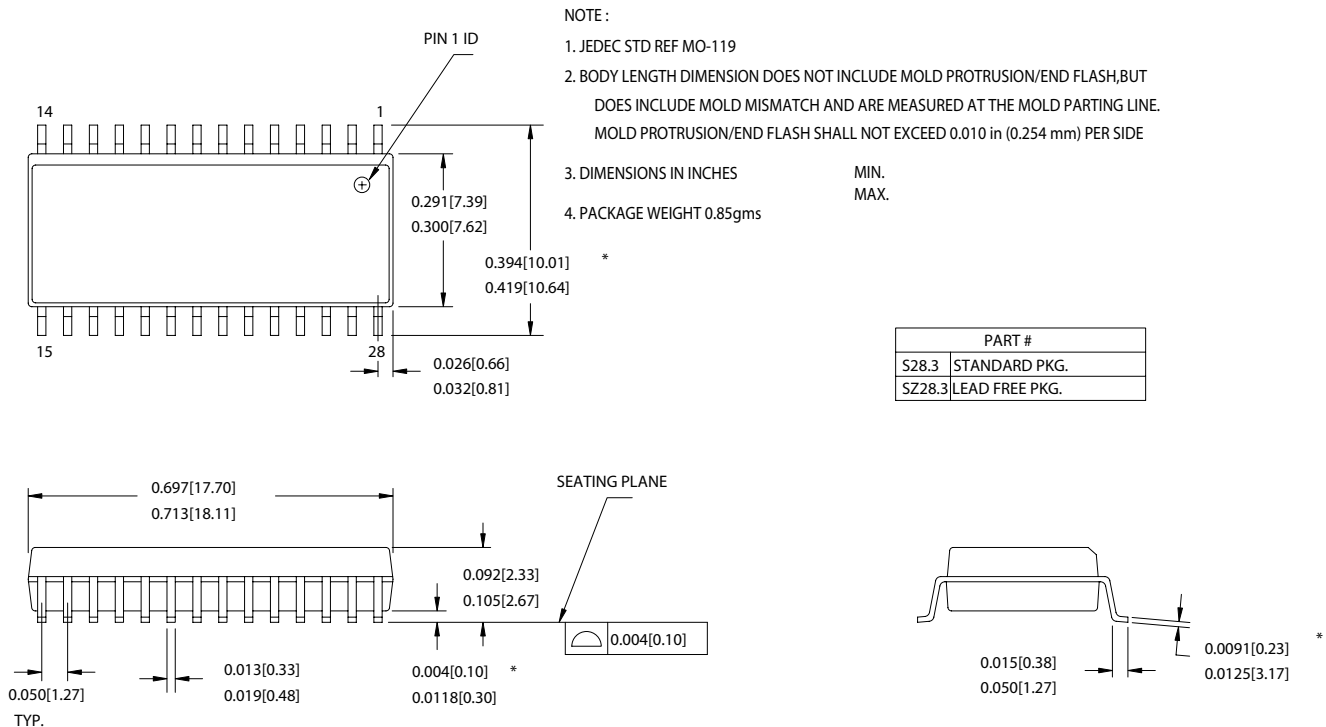 NOTE :
PIN 1 ID
1. JEDEC STD REF MO-119
2. BODY LENGTH DIMENSION DOES NOT INCLUDE MOLD PROTRUSION/END FLASH,BUT
DOES INCLUDE MOLD MISMATCH AND ARE MEASURED AT THE MOLD PARTING LINE.
MOLD PROTRUSION/END FLASH SHALL NOT EXCEED 0.010 in (0.254 mm) PER SIDE
3. DIMENSIONS IN INCHES
MIN.
MAX.
4. PACKAGE WEIGHT 0.85gms
14
1
0.291[7.39]
0.300[7.62]
0.394[10.01] *
0.419[10.64]
15
28
0.026[0.66]
0.032[0.81]
PART #
S28.3 STANDARD PKG.
SZ28.3 LEAD FREE PKG.
0.697[17.70]
0.713[18.11]
SEATING PLANE
0.092[2.33]
0.105[2.67]
0.004[0.10]
0.050[1.27]
TYP.
0.013[0.33]
0.019[0.48]
0.004[0.10] *
0.0118[0.30]
0.015[0.38]
0.050[1.27]
0.0091[0.23] *
0.0125[3.17]